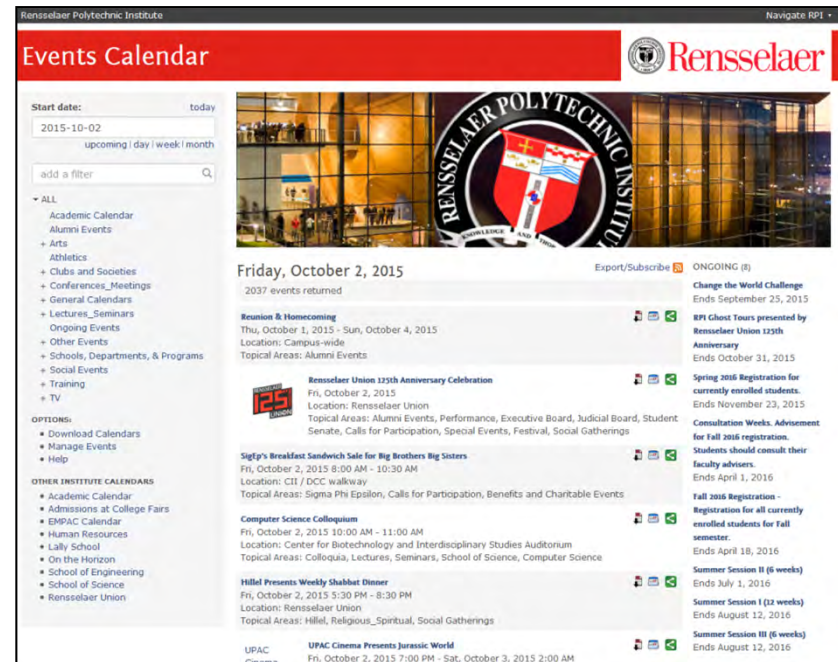 Rensselaer Polytechnic Institute
Navigate RPI
Events Calendar
Rensselaer
Start date:
today
2015-10-02
upcoming | day | week | month
add a filter
ALL
Academic Calendar
Alumni Events
+ Arts
Athletics
+ Clubs and Societies
+ Conferences_Meetings
+ General Calendars
+ Lectures_Seminars
Ongoing Events
+ Other Events
+ Schools, Departments, & Programs
+ Social Events
+ Training
+ TV
OPTIONS:
• Download Calendars
• Manage Events
• Help
OTHER INSTITUTE CALENDARS
• Academic Calendar
• Admissions at College Fairs
• EMPAC Calendar
• Human Resources
• Lally School
• On the Horizon
• School of Engineering
• School of Science
• Rensselaer Union
RENSSELAER POLYTECHNIC INSTITUTE
KNOWLEDGE AND
Friday, October 2, 2015
Export/Subscribe
2037 events returned
Reunion & Homecoming
Thu, October 1, 2015 - Sun, October 4, 2015
Location: Campus-wide
Topical Areas: Alumni Events
RENSSELAER
125
UNION
Rensselaer Union 125th Anniversary Celebration
Fri, October 2, 2015
Location: Rensselaer Union
Topical Areas: Alumni Events, Performance, Executive Board, Judicial Board, Student
Senate, Calls for Participation, Special Events, Festival, Social Gatherings
SigEp's Breakfast Sandwich Sale for Big Brothers Big Sisters
Fri, October 2, 2015 8:00 AM - 10:30 AM
Location: CII / DCC walkway
Topical Areas: Sigma Phi Epsilon, Calls for Participation, Benefits and Charitable Events
Computer Science Colloquium
Fri, October 2, 2015 10:00 AM - 11:00 AM
Location: Center for Biotechnology and Interdisciplinary Studies Auditorium
Topical Areas: Colloquia, Lectures, Seminars, School of Science, Computer Science
Hillel Presents Weekly Shabbat Dinner
Fri, October 2, 2015 5:30 PM - 8:30 PM
Location: Rensselaer Union
Topical Areas: Hillel, Religious_Spiritual, Social Gatherings
UPAC
Cinema
UPAC Cinema Presents Jurassic World
Fri, October 2, 2015 7:00 PM - Sat, October 3, 2015 2:00 AM
ONGOING (8)
Change the World Challenge
Ends September 25, 2015
RPI Ghost Tours presented by
Rensselaer Union 125th
Anniversary
Ends October 31, 2015
Spring 2016 Registration for
currently enrolled students.
Ends November 23, 2015
Consultation Weeks. Advisement
for Fall 2016 registration.
Students should consult their
faculty advisers.
Ends April 1, 2016
Fall 2016 Registration -
Registration for all currently
enrolled students for Fall
semester.
Ends April 18, 2016
Summer Session II (6 weeks)
Ends July 1, 2016
Summer Session I (12 weeks)
Ends August 12, 2016
Summer Session III (6 weeks)
Ends August 12, 2016